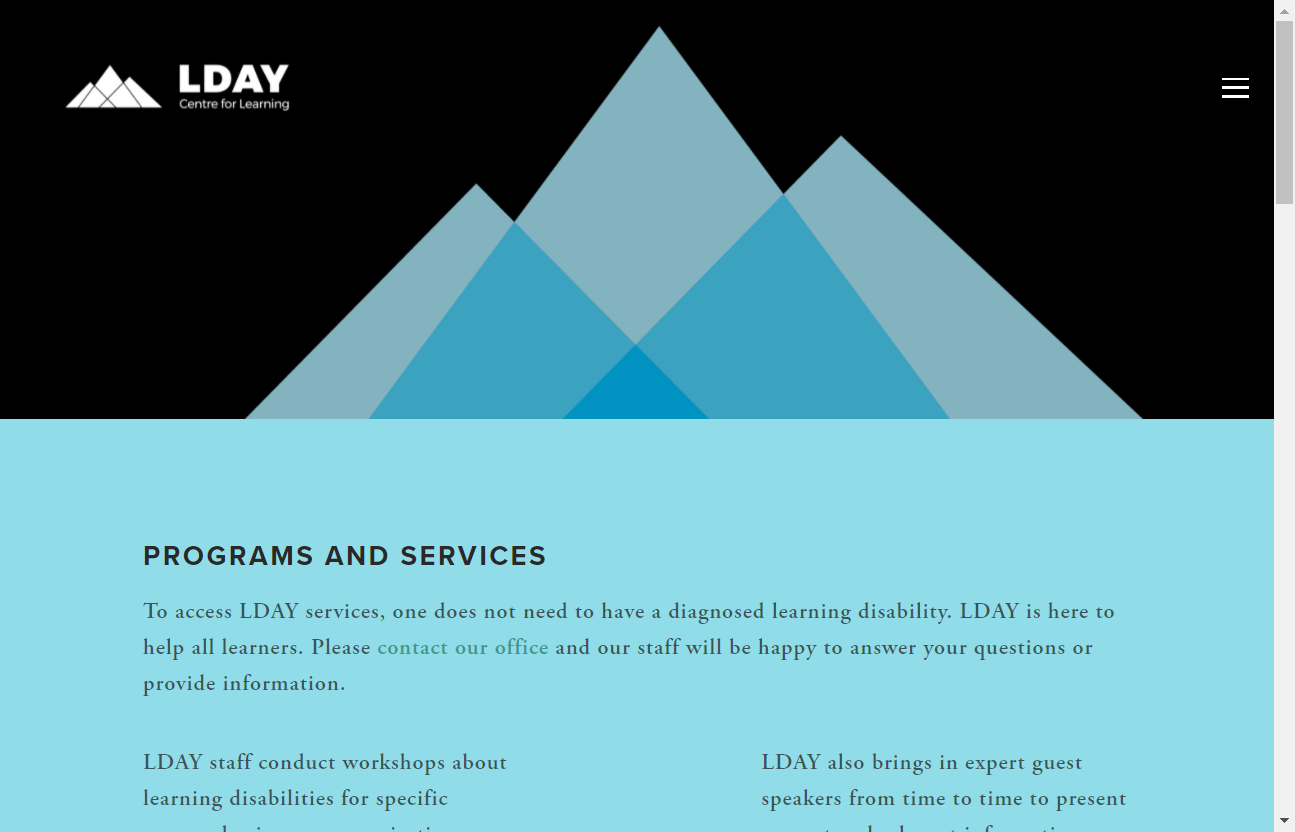 LDAY
Centre for Learning
PROGRAMS AND SERVICES
To access LDAY services, one does not need to have a diagnosed learning disability. LDAY is here to
help all learners. Please contact our office and our staff will be happy to answer your questions or
provide information.
LDAY staff conduct workshops about
learning disabilities for specific
LDAY also brings in expert guest
speakers from time to time to present